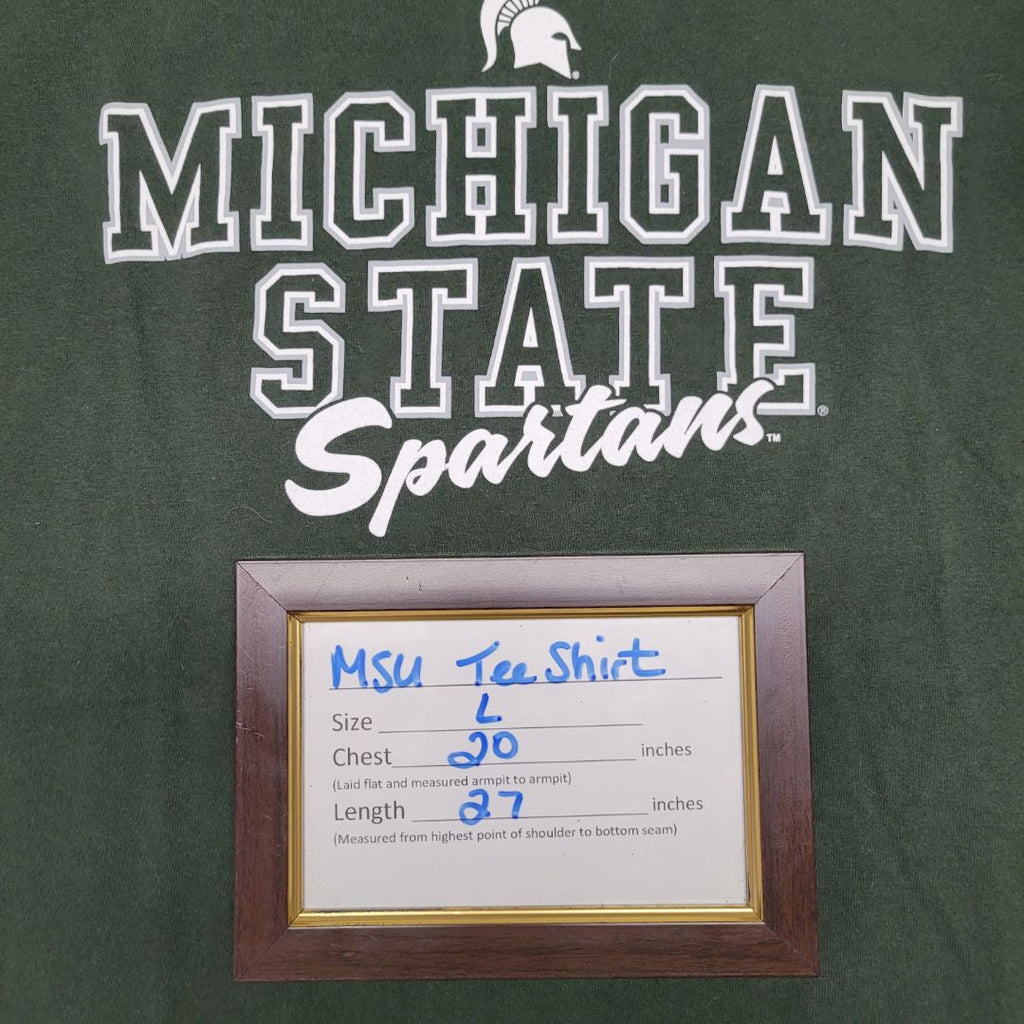 ®
MICHIGAN
STATE®
Spartans™
MSU Tee Shirt
Size L
Chest 20 inches
(Laid flat and measured armpit to armpit)
Length 27 inches
(Measured from highest point of shoulder to bottom seam)